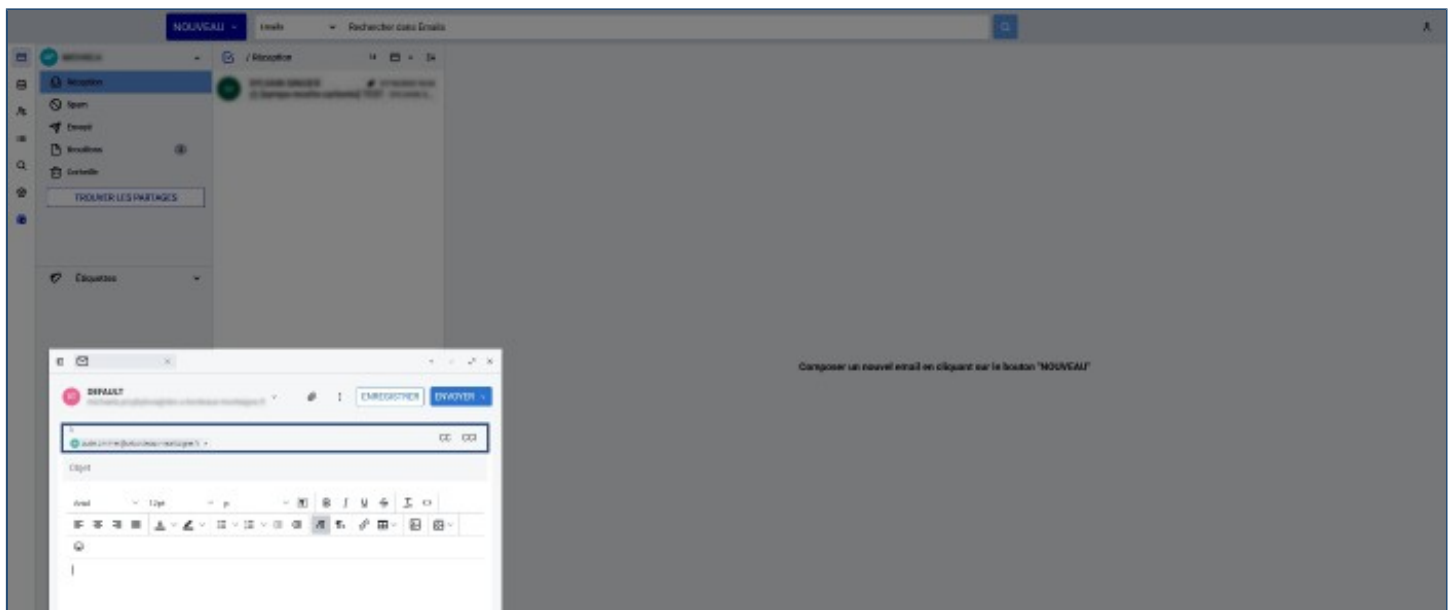 NOUVEAU
Emails
Rechercher dans Emails
/ Réception
Réception
Spam
Envoyé
Brouillons
Corbeille
TROUVER LES PARTAGES
Étiquettes
Composer un nouvel email en cliquant sur le bouton "NOUVEAU"
DEFAULT
ENREGISTRER
ENVOYER
À
CC CCI
Objet
Arial 12pt p